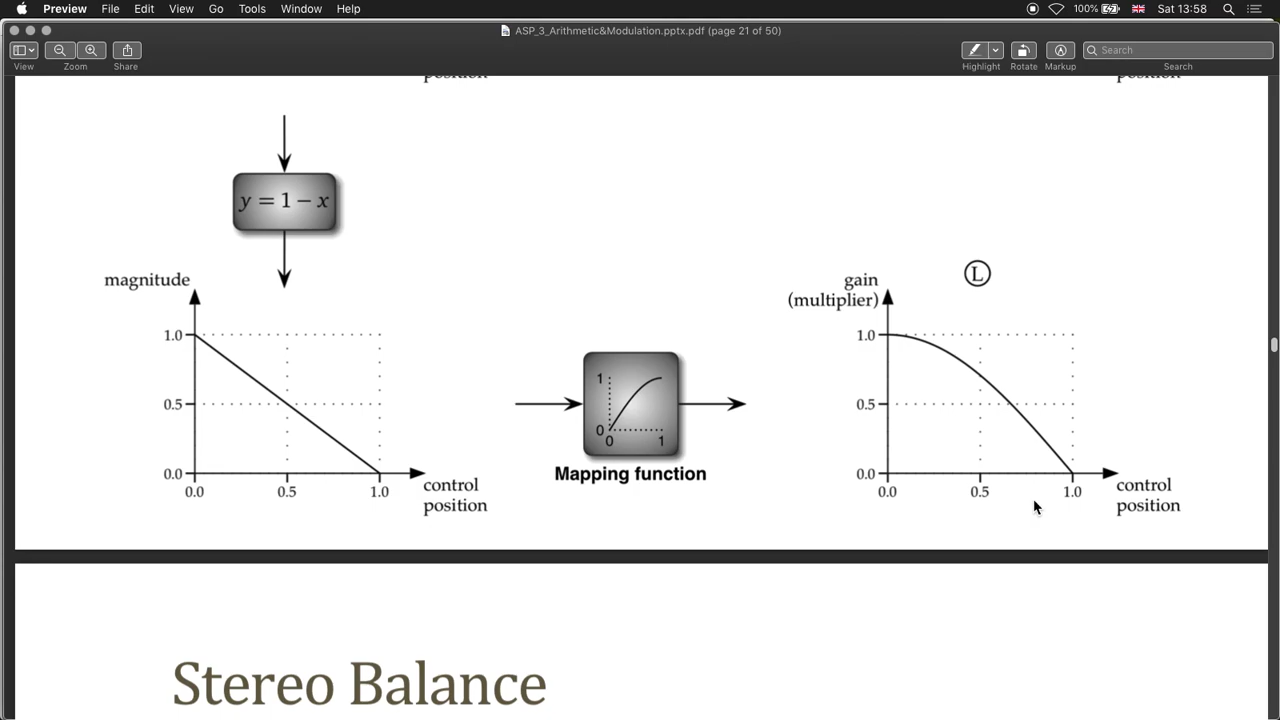 Preview File Edit View Go Tools Window Help 100% Sat 13:58
ASP_3_Arithmetic&Modulation.pptx.pdf (page 21 of 50)
Search
View Zoom Share Highlight Rotate Markup Search
position position
y = 1 − x
magnitude
1.0
0.5
0.0
0.0 0.5 1.0
control
position
1
0
0 1
Mapping function
L
gain
(multiplier)
1.0
0.5
0.0
0.0 0.5 1.0
control
position
Stereo Balance